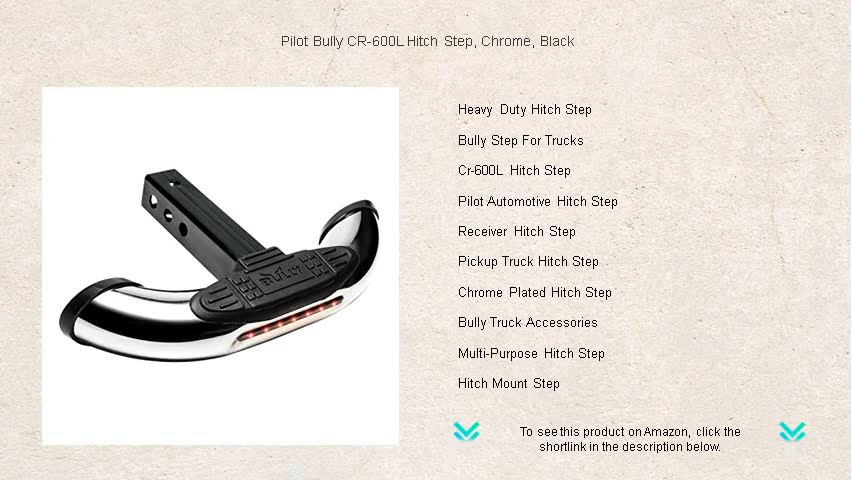 Pilot Bully CR-600L Hitch Step, Chrome, Black
Heavy Duty Hitch Step
Bully Step For Trucks
Cr-600L Hitch Step
Pilot Automotive Hitch Step
Receiver Hitch Step
Pickup Truck Hitch Step
Chrome Plated Hitch Step
Bully Truck Accessories
Multi-Purpose Hitch Step
Hitch Mount Step
To see this product on Amazon, click the
shortlink in the description below.